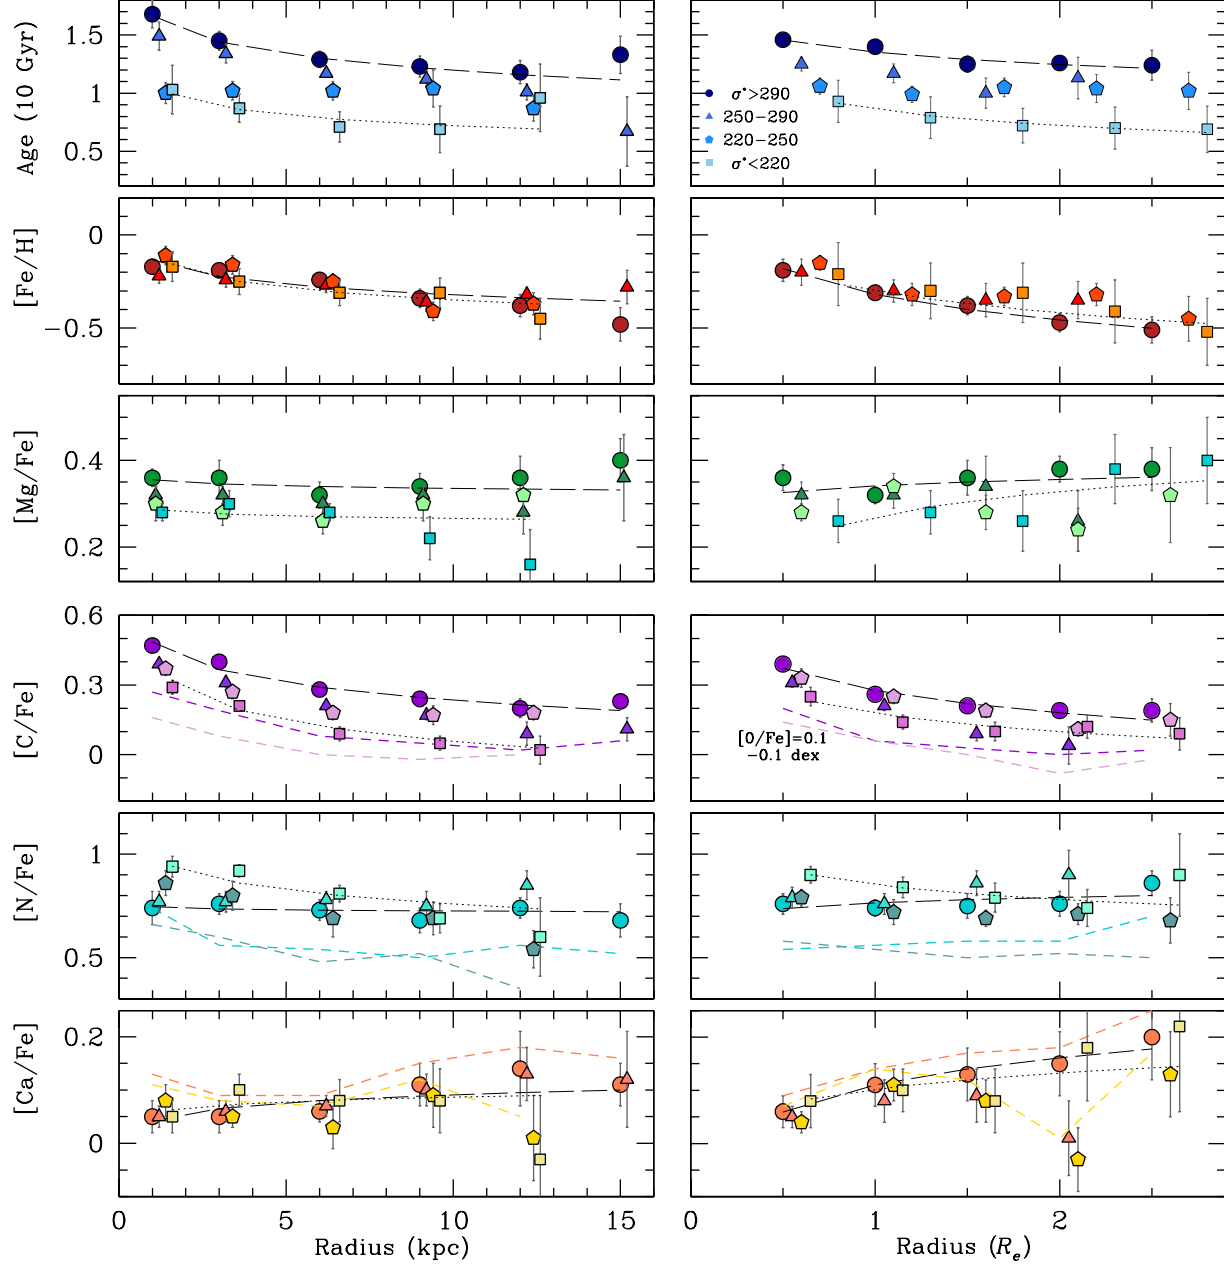 Age (10 Gyr)
1.5
1
0.5
σ*>290
250−290
220−250
σ*<220
[Fe/H]
0
−0.5
[Mg/Fe]
0.4
0.2
[C/Fe]
0.6
0.3
0
[O/Fe]=0.1
−0.1 dex
[N/Fe]
1
0.5
[Ca/Fe]
0.2
0
0 5 10 15
0 1 2
Radius (kpc)
Radius (Re)